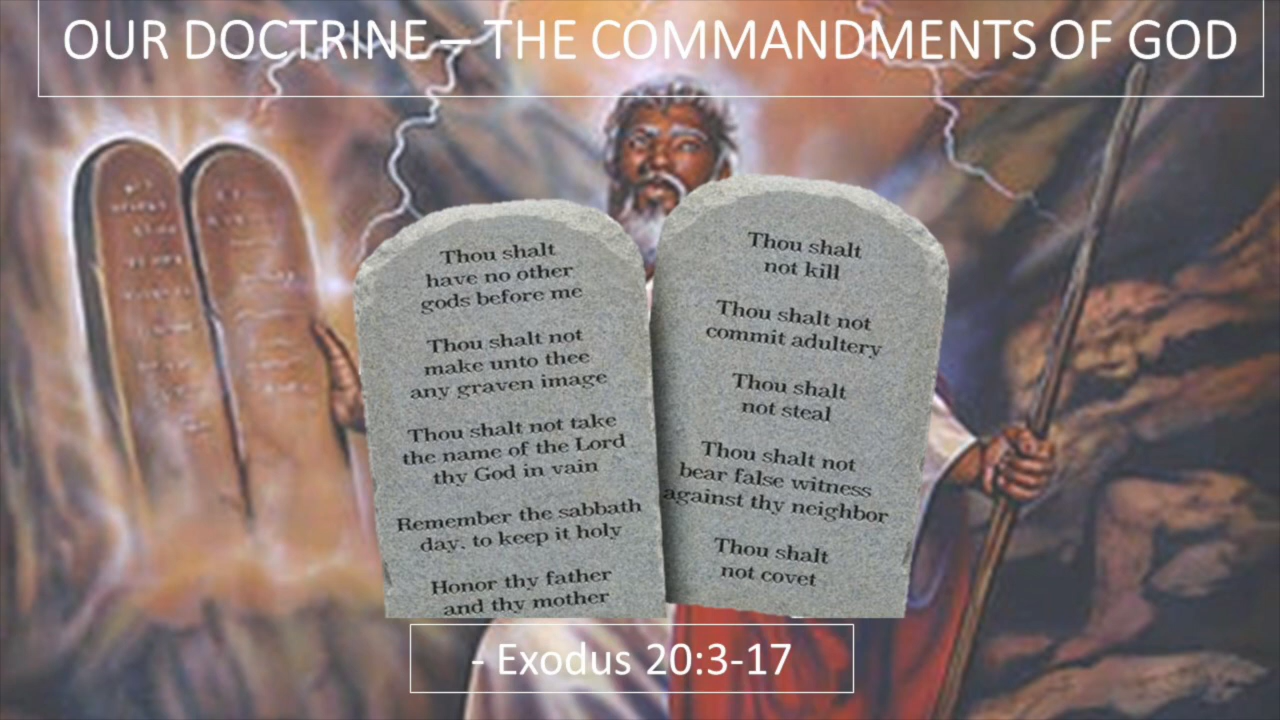 OUR DOCTRINE – THE COMMANDMENTS OF GOD
Thou shalt
have no other
gods before me
Thou shalt not
make unto thee
any graven image
Thou shalt not take
the name of the Lord
thy God in vain
Remember the sabbath
day. to keep it holy
Honor thy father
and thy mother
Thou shalt
not kill
Thou shalt not
commit adultery
Thou shalt
not steal
Thou shalt not
bear false witness
against thy neighbor
Thou shalt
not covet
- Exodus 20:3-17